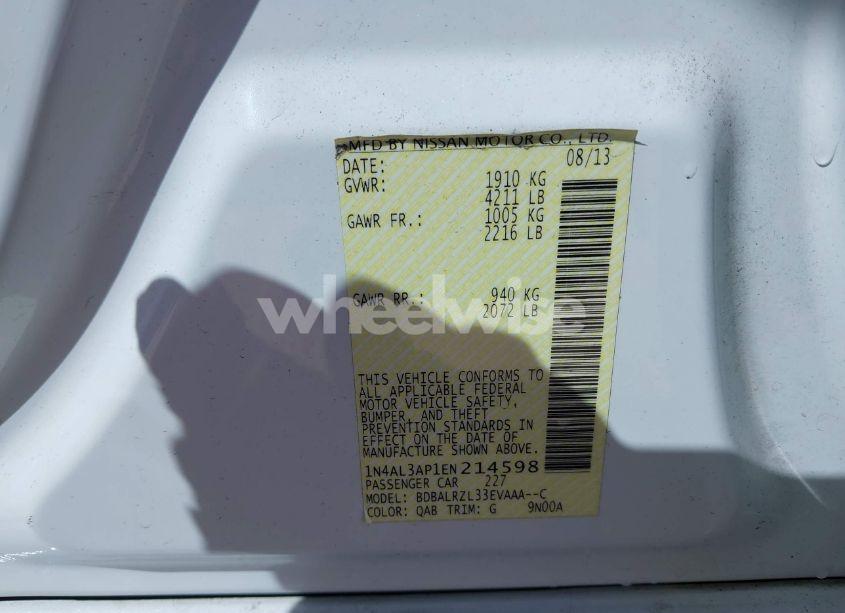 MFD BY NISSAN MOTOR CO., LTD.
DATE: 08/13
GVWR: 1910 KG
4211 LB
GAWR FR.: 1005 KG
2216 LB
GAWR RR.: 940 KG
2072 LB
wheelwise
THIS VEHICLE CONFORMS TO
ALL APPLICABLE FEDERAL
MOTOR VEHICLE SAFETY,
BUMPER, AND THEFT
PREVENTION STANDARDS IN
EFFECT ON THE DATE OF
MANUFACTURE SHOWN ABOVE.
1N4AL3AP1EN214598
PASSENGER CAR 227
MODEL: BDBALRZL33EVAAA--C
COLOR: QAB TRIM: G 9N00A